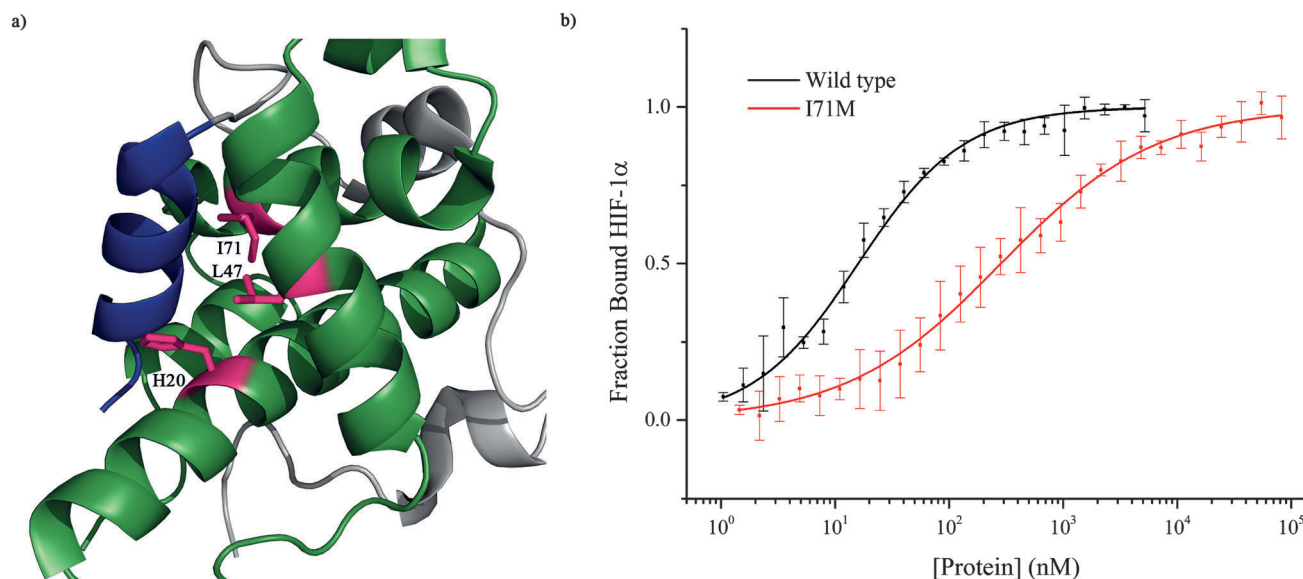 a)
I71
L47
H20
b)
Wild type
I71M
1.0
0.5
0.0
Fraction Bound HIF-1α
10⁰ 10¹ 10² 10³ 10⁴ 10⁵
[Protein] (nM)